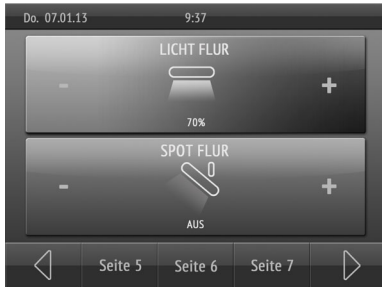 Do. 07.01.13 9:37
LICHT FLUR
- +
70%
SPOT FLUR
- +
AUS
Seite 5 Seite 6 Seite 7